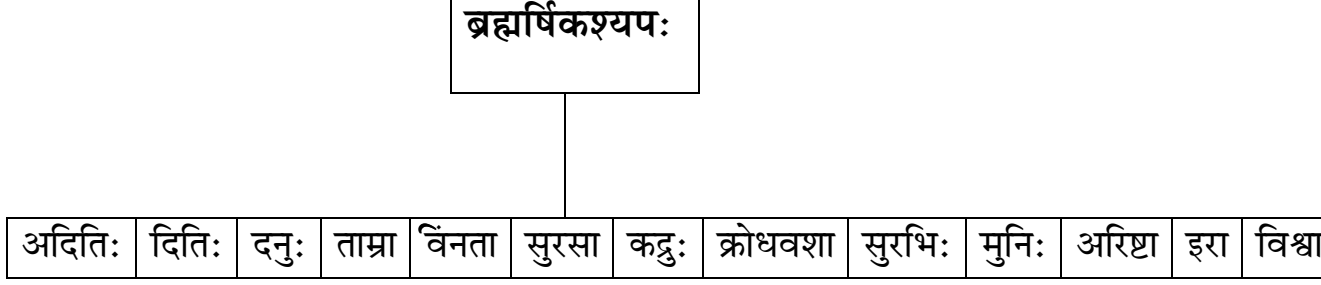 ब्रह्मर्षिकश्यपः
अदितिः दितिः दनुः ताम्रा विंनता सुरसा कद्रुः क्रोधवशा सुरभिः मुनिः अरिष्टा इरा विश्वा